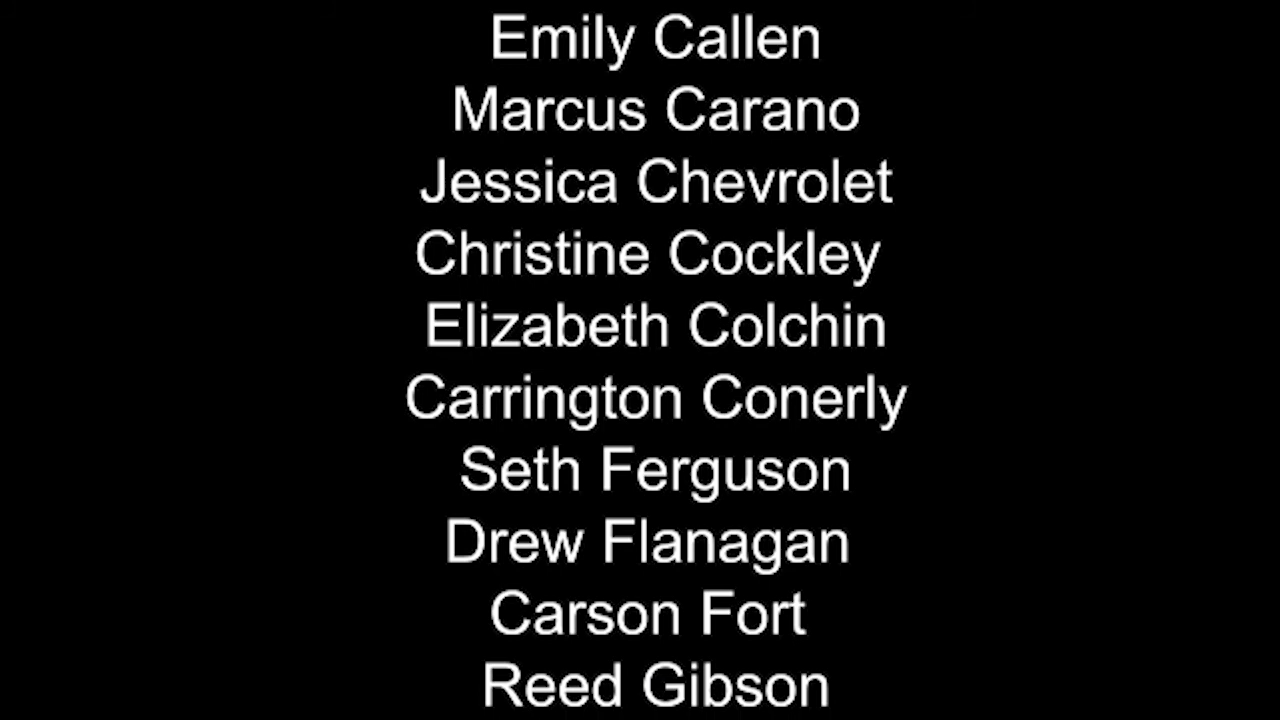 Emily Callen
Marcus Carano
Jessica Chevrolet
Christine Cockley
Elizabeth Colchin
Carrington Conerly
Seth Ferguson
Drew Flanagan
Carson Fort
Reed Gibson